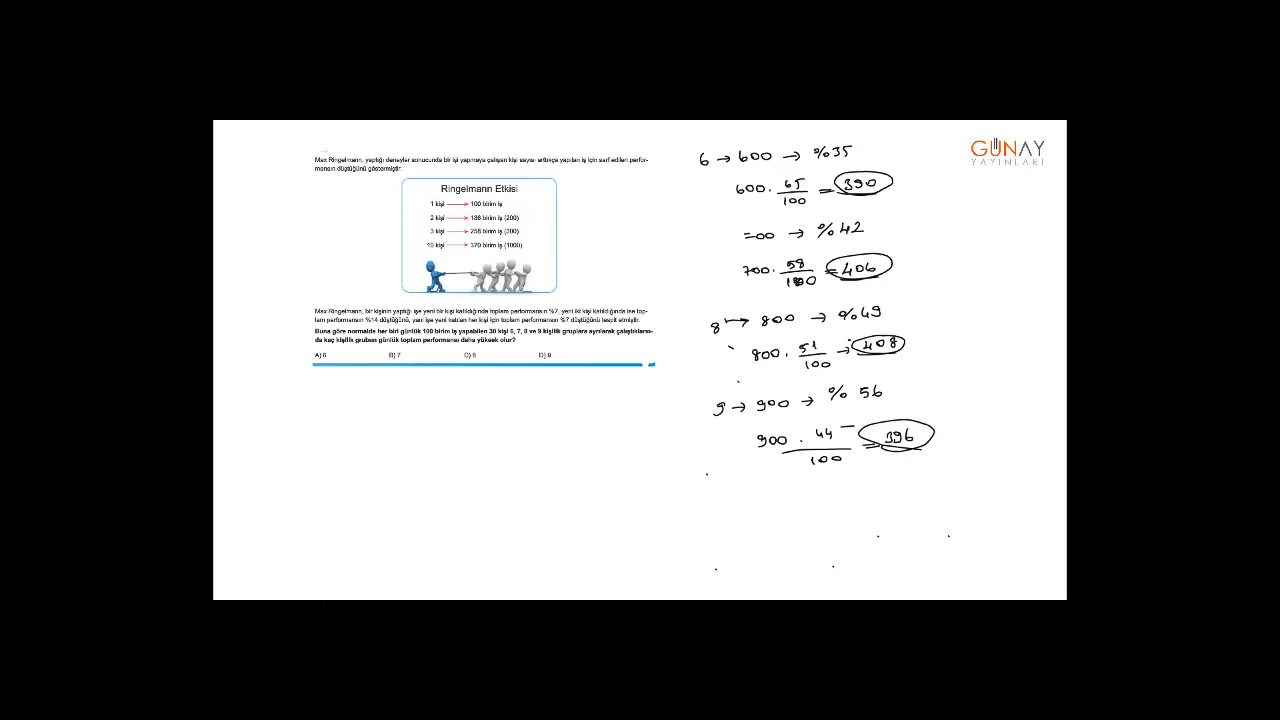 Max Ringelmann, yaptığı deneyler sonucunda bir işi yapmaya çalışan kişi sayısı arttıkça yapılan iş için sarf edilen perfor-
mansın düştüğünü göstermiştir.
Ringelmann Etkisi
1 kişi → 100 birim iş
2 kişi → 186 birim iş (200)
3 kişi → 258 birim iş (300)
10 kişi → 370 birim iş (1000)
Max Ringelmann, bir kişinin yaptığı işe yeni bir kişi katıldığında toplam performansın %7, yeni iki kişi katıldığında ise top-
lam performansın %14 düştüğünü, yani işe yeni katılan her kişi için toplam performansın %7 düştüğünü tespit etmiştir.
Buna göre normalde her biri günlük 100 birim iş yapabilen 30 kişi 6, 7, 8 ve 9 kişilik gruplara ayrılarak çalıştıkların-
da kaç kişilik grubun günlük toplam performansı daha yüksek olur?
A) 6 B) 7 C) 8 D) 9
GÜNAY
YAYINLARI
6 → 600 → %35
600 · 65/100 = 390
700 → %42
700 · 58/100 = 406
8 → 800 → %49
800 · 51/100 → 408
9 → 900 → %56
900 · 44/100 = 396